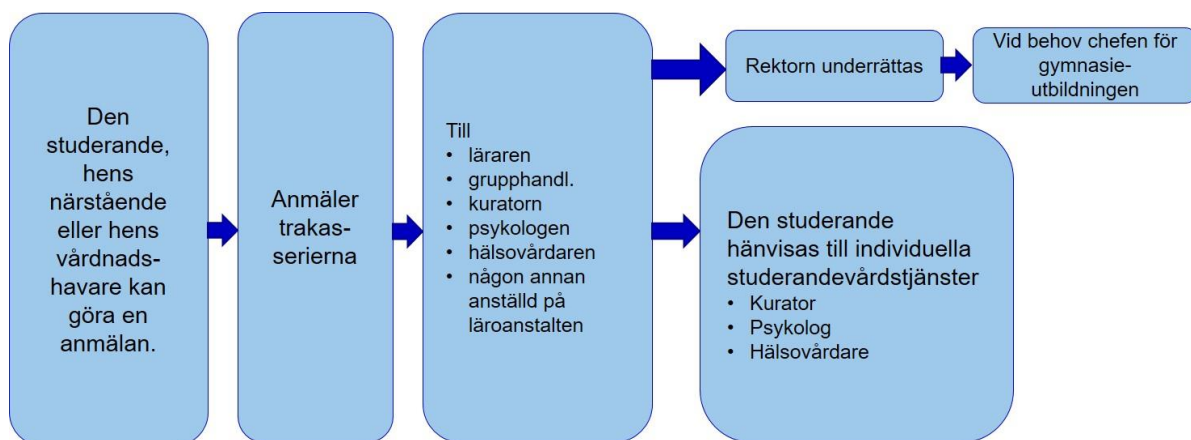 Den
studerande,
hens
närstående
eller hens
vårdnads-
havare kan
göra en
anmälan.
Anmäler
trakas-
serierna
Till
• läraren
• grupphandl.
• kuratorn
• psykologen
• hälsovårdaren
• någon annan
anställd på
läroanstalten
Rektorn underrättas
Vid behov chefen för
gymnasie-
utbildningen
Den studerande
hänvisas till individuella
studerandevårdstjänster
• Kurator
• Psykolog
• Hälsovårdare